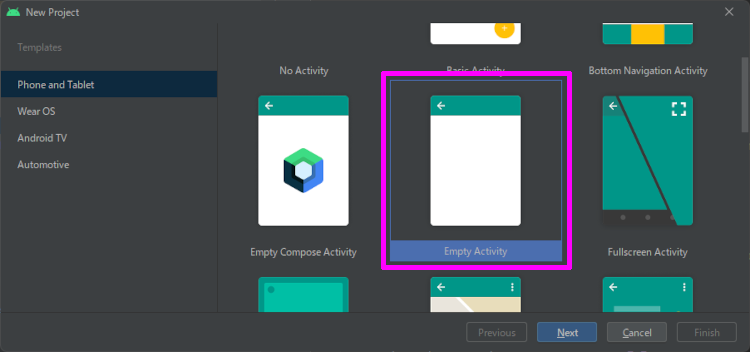 New Project
Templates
Phone and Tablet
Wear OS
Android TV
Automotive
No Activity
Basic Activity
Bottom Navigation Activity
Empty Compose Activity
Empty Activity
Fullscreen Activity
Previous
Next
Cancel
Finish